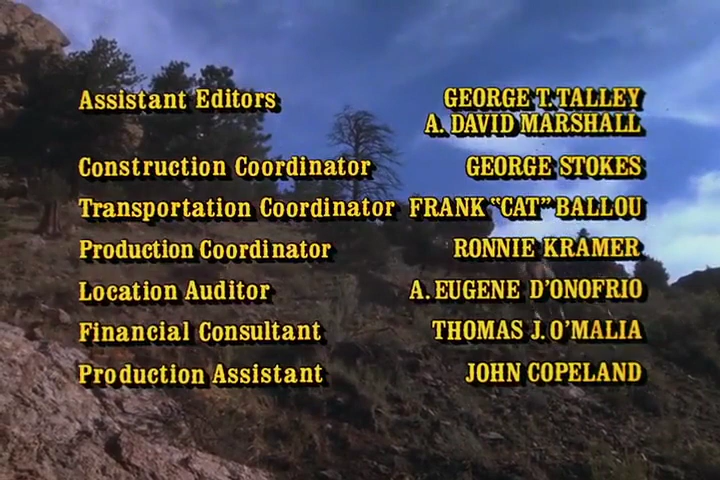 Assistant Editors GEORGE T. TALLEY
A. DAVID MARSHALL
Construction Coordinator GEORGE STOKES
Transportation Coordinator FRANK "CAT" BALLOU
Production Coordinator RONNIE KRAMER
Location Auditor A. EUGENE D'ONOFRIO
Financial Consultant THOMAS J. O'MALIA
Production Assistant JOHN COPELAND